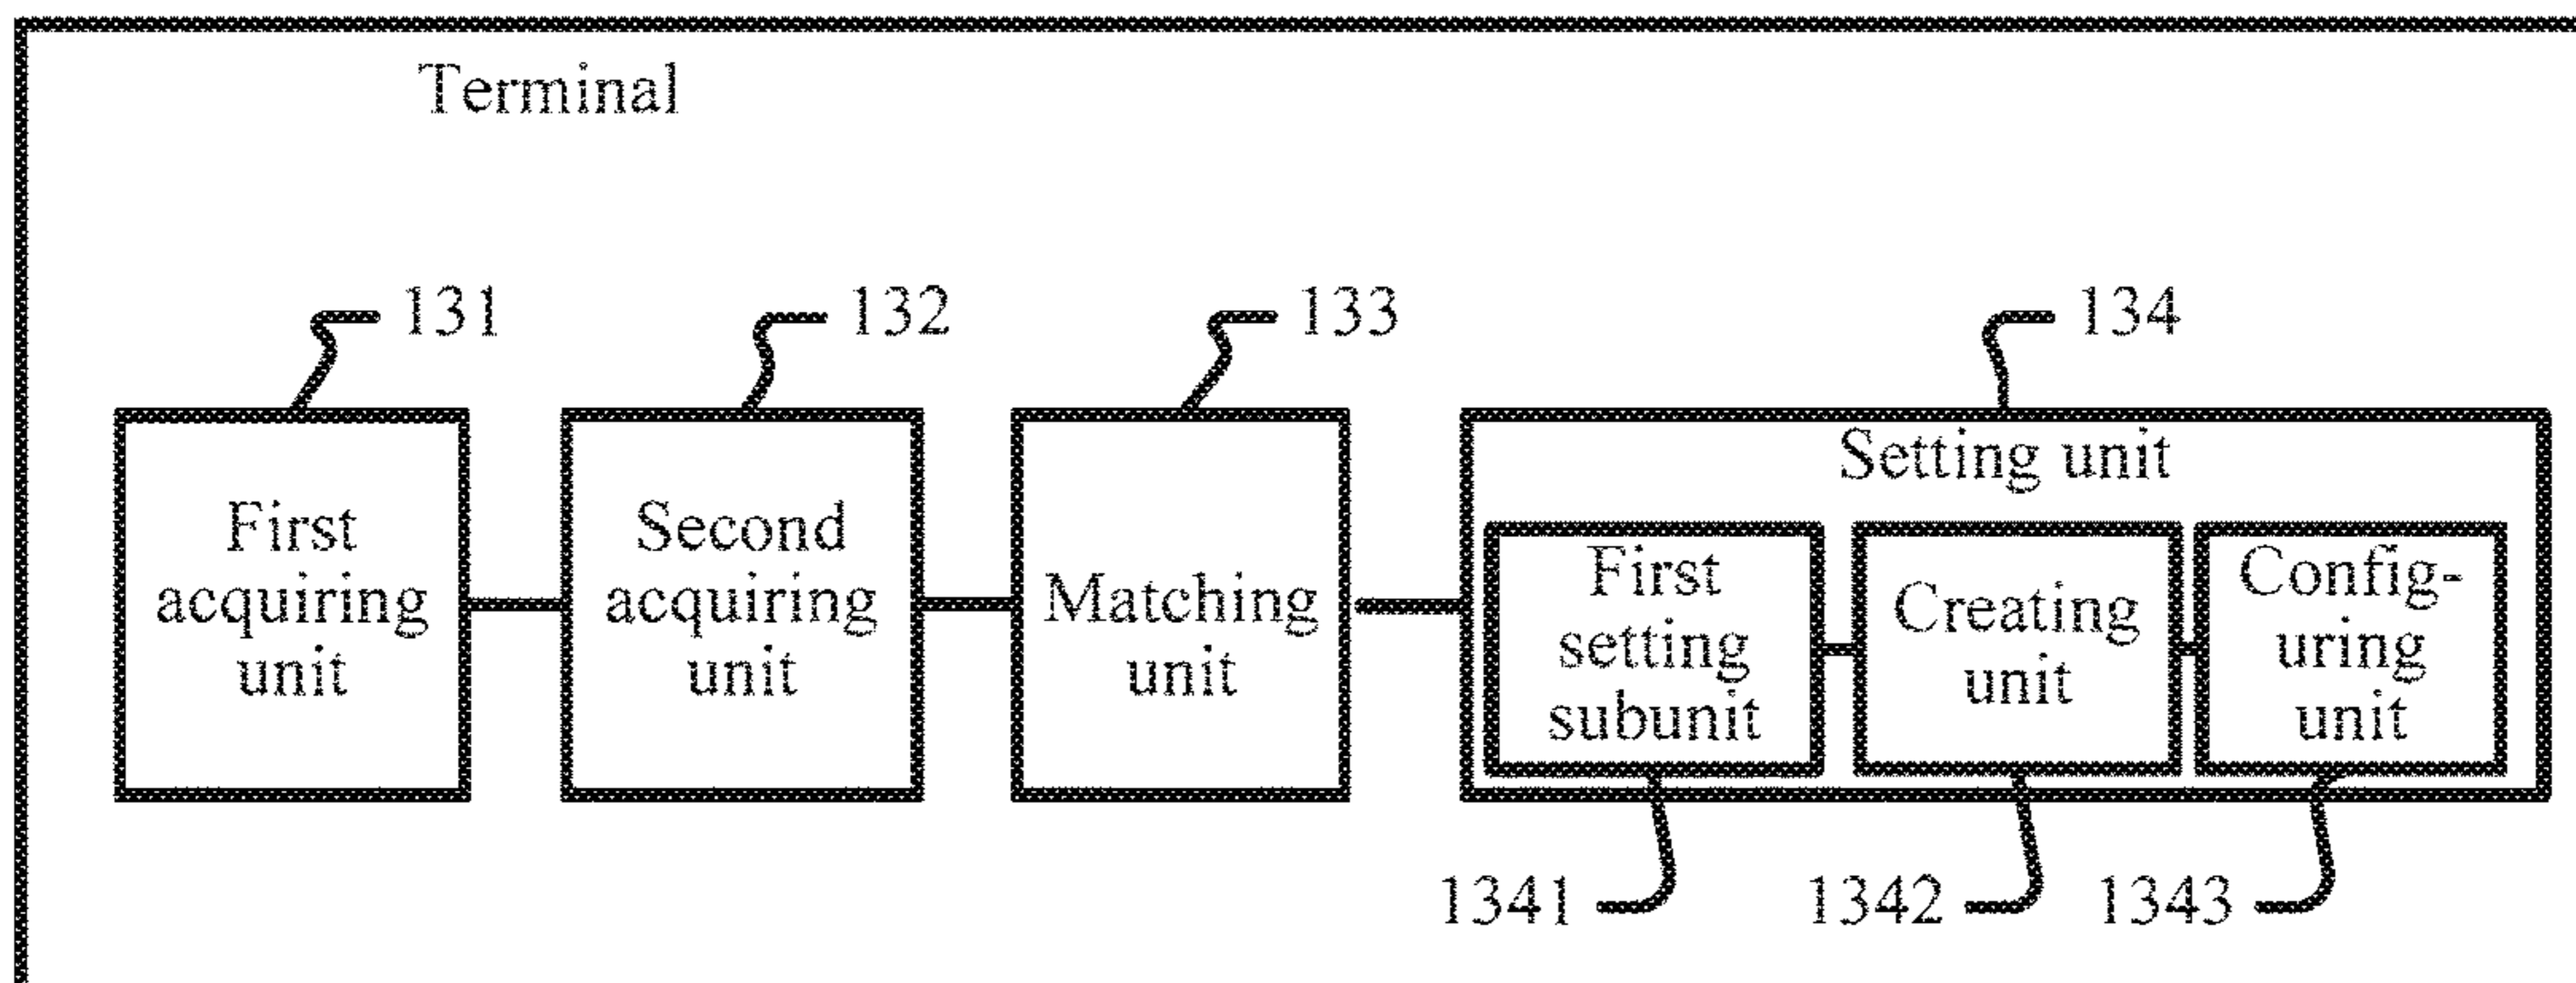 Terminal
131
132
133
134
First
acquiring
unit
Second
acquiring
unit
Matching
unit
Setting unit
First
setting
subunit
Creating
unit
Config-
uring
unit
1341
1342
1343